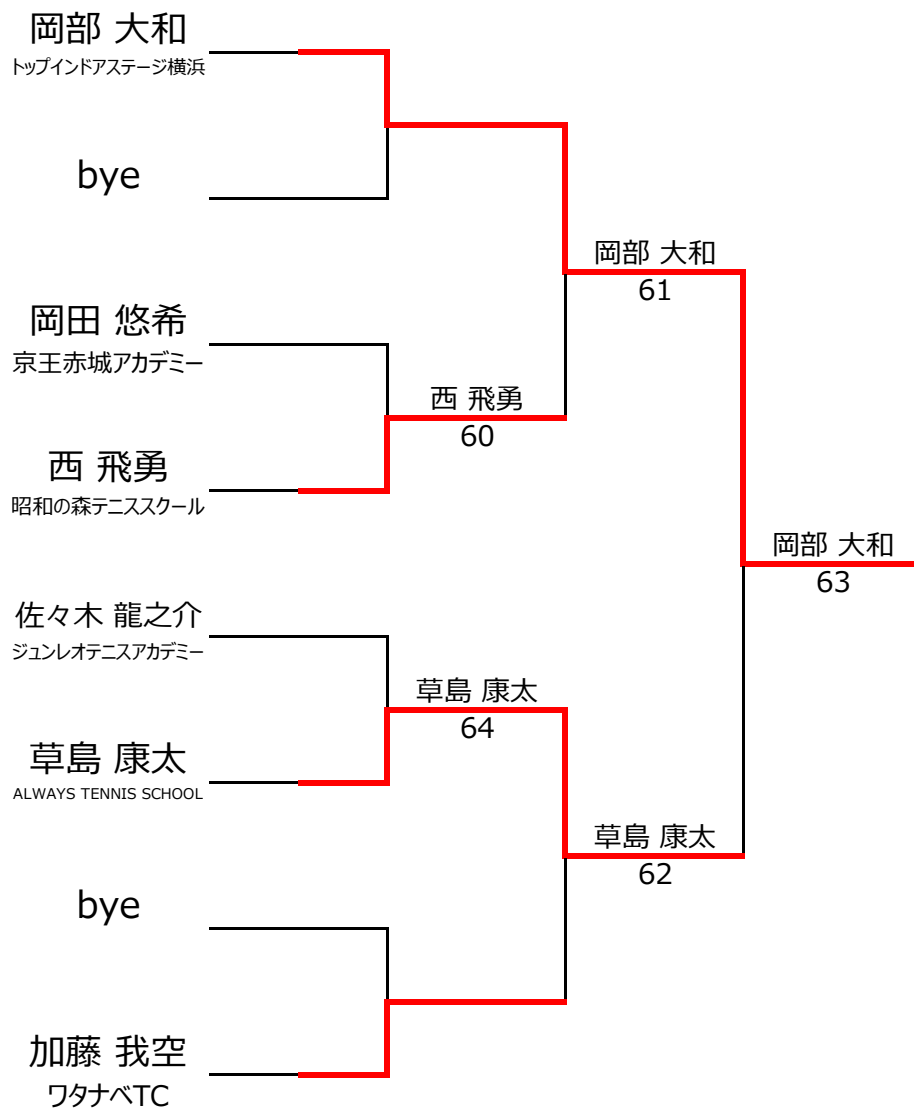 岡部 大和
トップインドアステージ横浜
bye
岡部 大和
61
岡田 悠希
京王赤城アカデミー
西 飛勇
60
西 飛勇
昭和の森テニススクール
岡部 大和
63
佐々木 龍之介
ジュンレオテニスアカデミー
草島 康太
64
草島 康太
ALWAYS TENNIS SCHOOL
草島 康太
62
bye
加藤 我空
ワタナベTC